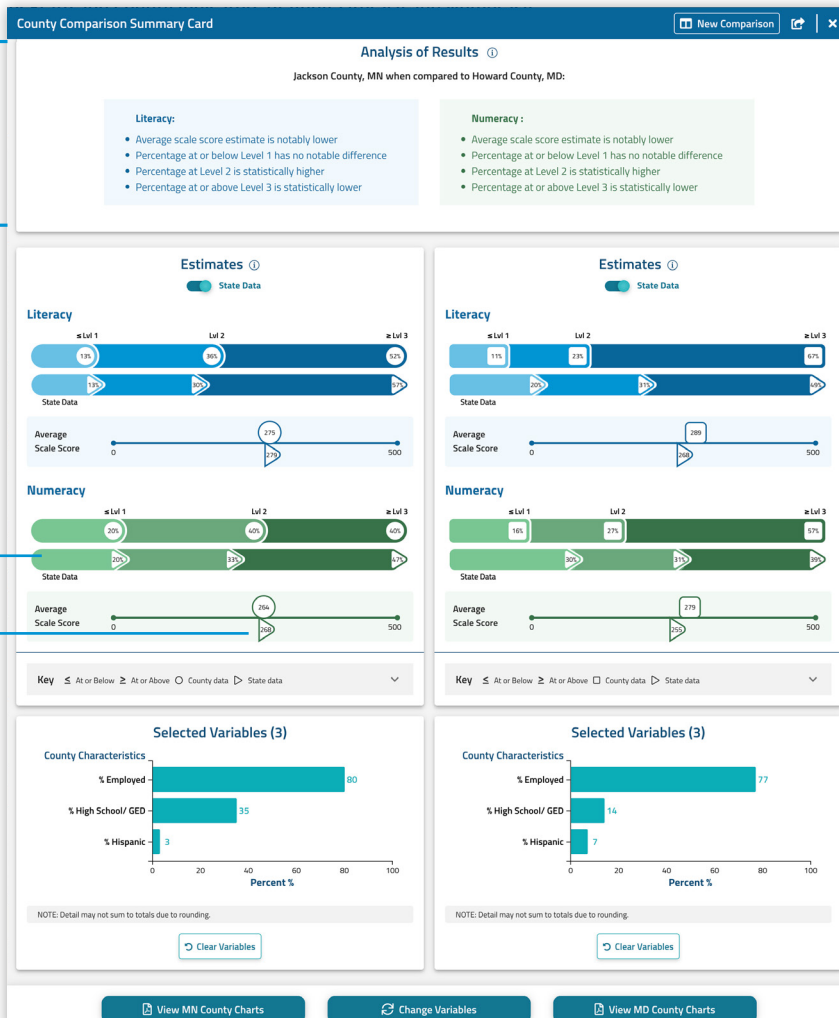 County Comparison Summary Card
New Comparison
Analysis of Results
Jackson County, MN when compared to Howard County, MD:
Literacy:
• Average scale score estimate is notably lower
• Percentage at or below Level 1 has no notable difference
• Percentage at Level 2 is statistically higher
• Percentage at or above Level 3 is statistically lower
Numeracy :
• Average scale score estimate is notably lower
• Percentage at or below Level 1 has no notable difference
• Percentage at Level 2 is statistically higher
• Percentage at or above Level 3 is statistically lower
Estimates
State Data
Literacy
≤ Lvl 1 Lvl 2 ≥ Lvl 3
13% 36% 52%
13% 30% 57%
State Data
Average
Scale Score
275
0 279 500
Numeracy
≤ Lvl 1 Lvl 2 ≥ Lvl 3
20% 40% 40%
20% 33% 47%
State Data
Average
Scale Score
264
0 268 500
Key ≤ At or Below ≥ At or Above ○ County data ▷ State data
Estimates
State Data
Literacy
≤ Lvl 1 Lvl 2 ≥ Lvl 3
11% 23% 67%
20% 31% 49%
State Data
Average
Scale Score
289
0 268 500
Numeracy
≤ Lvl 1 Lvl 2 ≥ Lvl 3
16% 27% 57%
30% 31% 39%
State Data
Average
Scale Score
279
0 255 500
Key ≤ At or Below ≥ At or Above □ County data ▷ State data
Selected Variables (3)
County Characteristics
% Employed 80
% High School/ GED 35
% Hispanic 3
0 20 40 60 80 100
Percent %
NOTE: Detail may not sum to totals due to rounding.
Clear Variables
Selected Variables (3)
County Characteristics
% Employed 77
% High School/ GED 14
% Hispanic 7
0 20 40 60 80 100
Percent %
NOTE: Detail may not sum to totals due to rounding.
Clear Variables
View MN County Charts
Change Variables
View MD County Charts